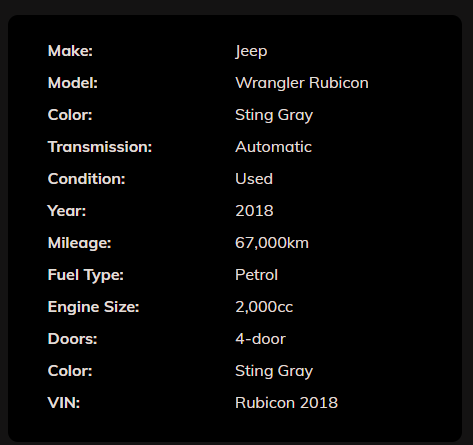 Make: Jeep
Model: Wrangler Rubicon
Color: Sting Gray
Transmission: Automatic
Condition: Used
Year: 2018
Mileage: 67,000km
Fuel Type: Petrol
Engine Size: 2,000cc
Doors: 4-door
Color: Sting Gray
VIN: Rubicon 2018